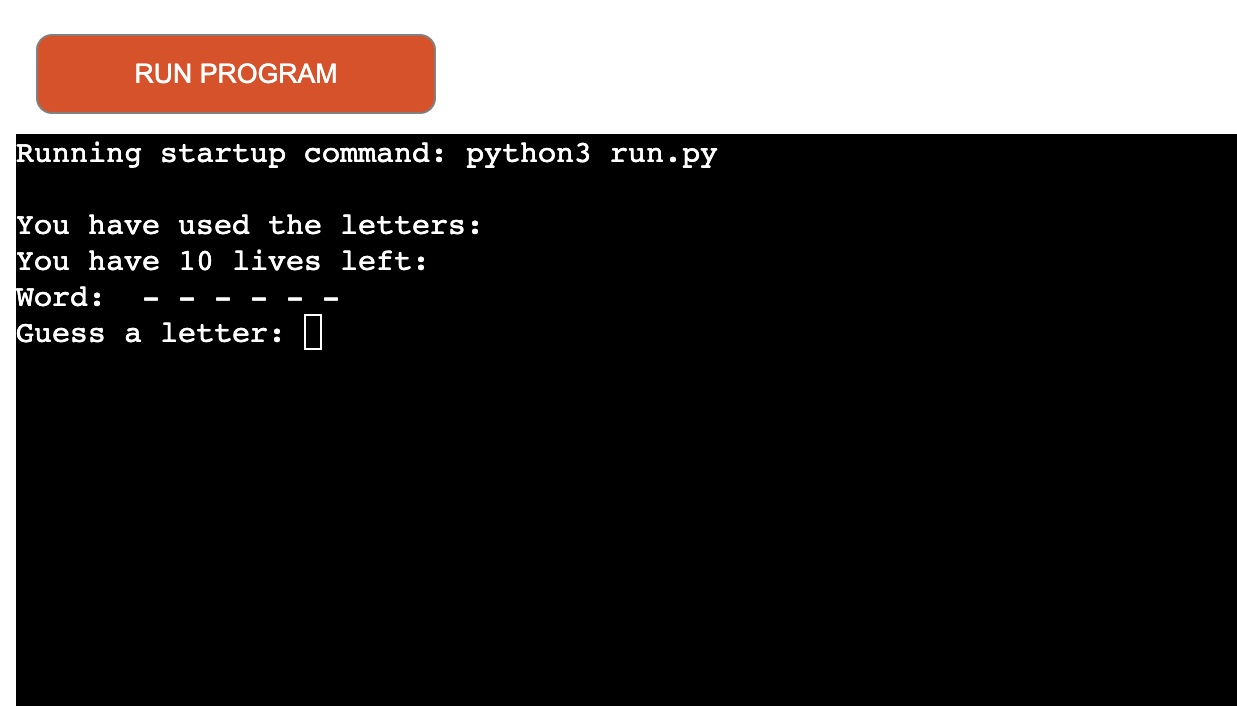 RUN PROGRAM
Running startup command: python3 run.py
You have used the letters:
You have 10 lives left:
Word:  - - - - - -
Guess a letter: